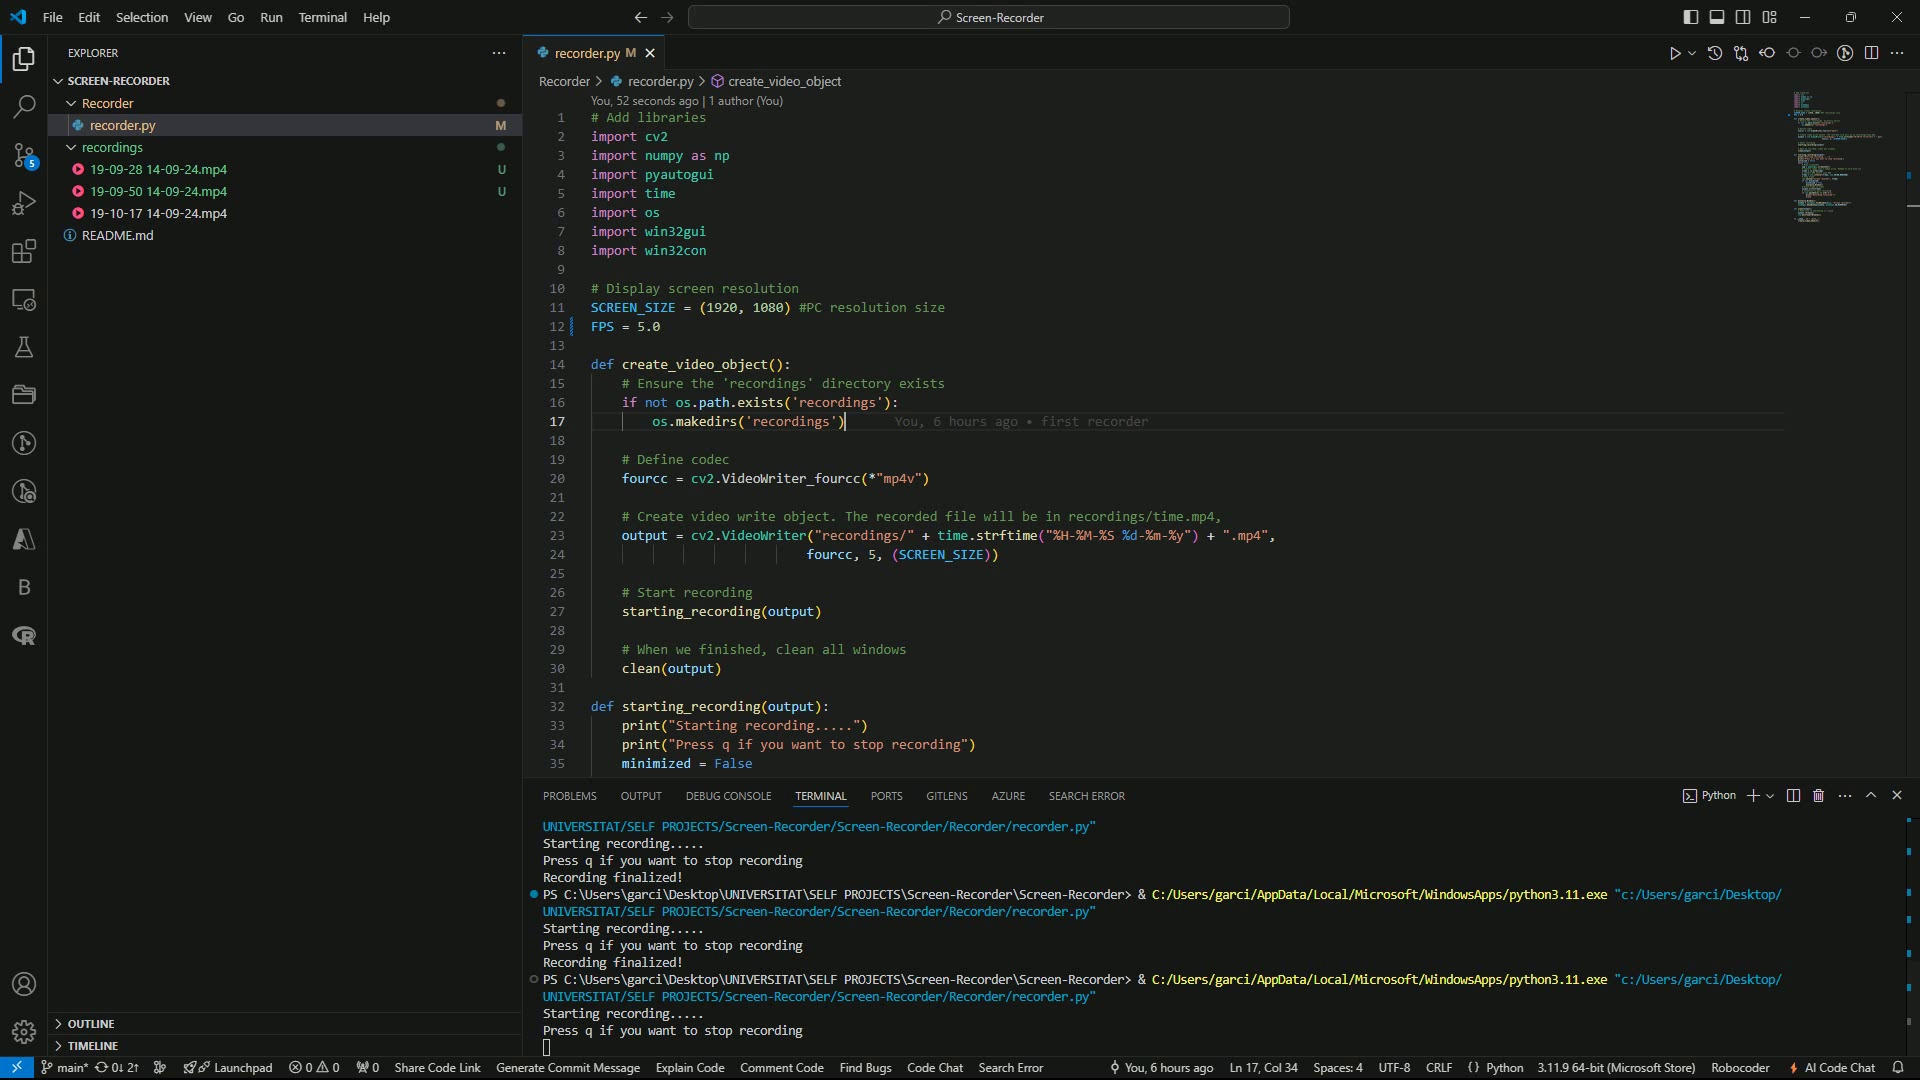 File Edit Selection View Go Run Terminal Help
Screen-Recorder
EXPLORER
SCREEN-RECORDER
Recorder
recorder.py M
recordings
19-09-28 14-09-24.mp4 U
19-09-50 14-09-24.mp4 U
19-10-17 14-09-24.mp4
README.md
OUTLINE
TIMELINE
recorder.py M
Recorder > recorder.py > create_video_object
You, 52 seconds ago | 1 author (You)
1 # Add libraries
2 import cv2
3 import numpy as np
4 import pyautogui
5 import time
6 import os
7 import win32gui
8 import win32con
9
10 # Display screen resolution
11 SCREEN_SIZE = (1920, 1080) #PC resolution size
12 FPS = 5.0
13
14 def create_video_object():
15 # Ensure the 'recordings' directory exists
16 if not os.path.exists('recordings'):
17 os.makedirs('recordings') You, 6 hours ago • first recorder
18
19 # Define codec
20 fourcc = cv2.VideoWriter_fourcc(*"mp4v")
21
22 # Create video write object. The recorded file will be in recordings/time.mp4,
23 output = cv2.VideoWriter("recordings/" + time.strftime("%H-%M-%S %d-%m-%y") + ".mp4",
24 fourcc, 5, (SCREEN_SIZE))
25
26 # Start recording
27 starting_recording(output)
28
29 # When we finished, clean all windows
30 clean(output)
31
32 def starting_recording(output):
33 print("Starting recording.....")
34 print("Press q if you want to stop recording")
35 minimized = False
PROBLEMS OUTPUT DEBUG CONSOLE TERMINAL PORTS GITLENS AZURE SEARCH ERROR
Python
UNIVERSITAT/SELF PROJECTS/Screen-Recorder/Screen-Recorder/Recorder/recorder.py"
Starting recording.....
Press q if you want to stop recording
Recording finalized!
PS C:\Users\garci\Desktop\UNIVERSITAT\SELF PROJECTS\Screen-Recorder\Screen-Recorder> & C:/Users/garci/AppData/Local/Microsoft/WindowsApps/python3.11.exe "c:/Users/garci/Desktop/
UNIVERSITAT/SELF PROJECTS/Screen-Recorder/Screen-Recorder/Recorder/recorder.py"
Starting recording.....
Press q if you want to stop recording
Recording finalized!
PS C:\Users\garci\Desktop\UNIVERSITAT\SELF PROJECTS\Screen-Recorder\Screen-Recorder> & C:/Users/garci/AppData/Local/Microsoft/WindowsApps/python3.11.exe "c:/Users/garci/Desktop/
UNIVERSITAT/SELF PROJECTS/Screen-Recorder/Screen-Recorder/Recorder/recorder.py"
Starting recording.....
Press q if you want to stop recording
main* 0↓ 2↑ Launchpad 0 0 0 Share Code Link Generate Commit Message Explain Code Comment Code Find Bugs Code Chat Search Error You, 6 hours ago Ln 17, Col 34 Spaces: 4 UTF-8 CRLF {} Python 3.11.9 64-bit (Microsoft Store) Robocoder AI Code Chat